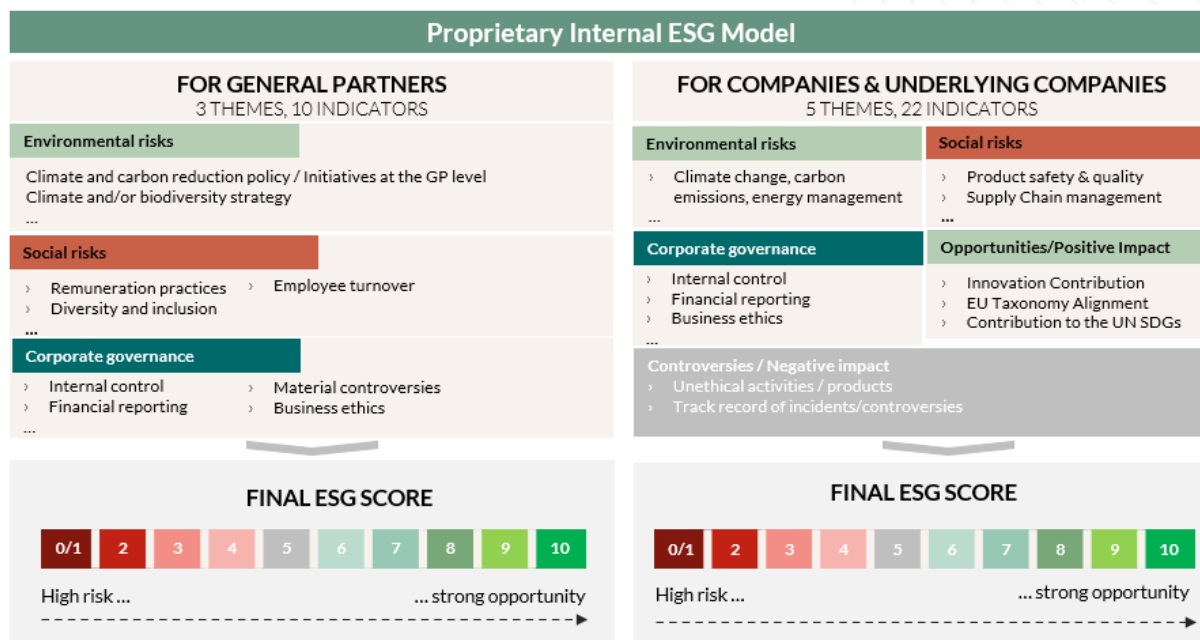 Proprietary Internal ESG Model
FOR GENERAL PARTNERS
3 THEMES, 10 INDICATORS
Environmental risks
Climate and carbon reduction policy / Initiatives at the GP level
Climate and/or biodiversity strategy
...
Social risks
› Remuneration practices
› Diversity and inclusion
...
› Employee turnover
Corporate governance
› Internal control
› Financial reporting
...
› Material controversies
› Business ethics
FINAL ESG SCORE
0/1 2 3 4 5 6 7 8 9 10
High risk ... ... strong opportunity
FOR COMPANIES & UNDERLYING COMPANIES
5 THEMES, 22 INDICATORS
Environmental risks
› Climate change, carbon
emissions, energy management
...
Social risks
› Product safety & quality
› Supply Chain management
...
Corporate governance
› Internal control
› Financial reporting
› Business ethics
...
Opportunities/Positive Impact
› Innovation Contribution
› EU Taxonomy Alignment
› Contribution to the UN SDGs
Controversies / Negative impact
› Unethical activities / products
› Track record of incidents/controversies
FINAL ESG SCORE
0/1 2 3 4 5 6 7 8 9 10
High risk ... ... strong opportunity